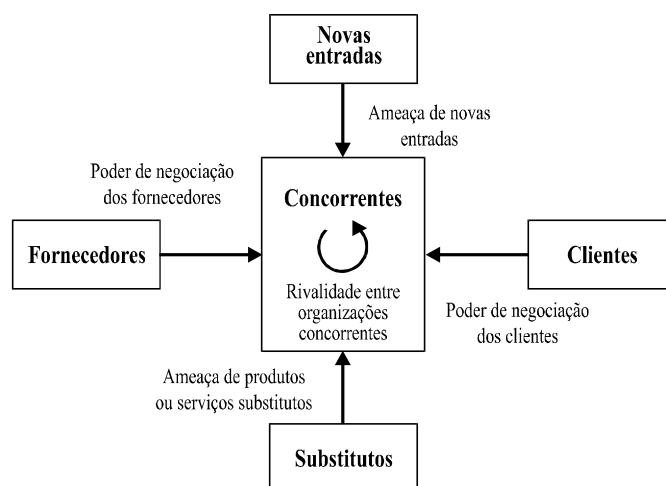 Novas
entradas
Ameaça de novas
entradas
Poder de negociação
dos fornecedores
Concorrentes
Fornecedores
Clientes
Rivalidade entre
organizações
concorrentes
Poder de negociação
dos clientes
Ameaça de produtos
ou serviços substitutos
Substitutos